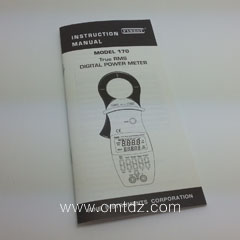 INSTRUCTION
MANUAL
MODEL 170
True RMS
DIGITAL POWER METER
www.cmtdz.com
CORPORATION